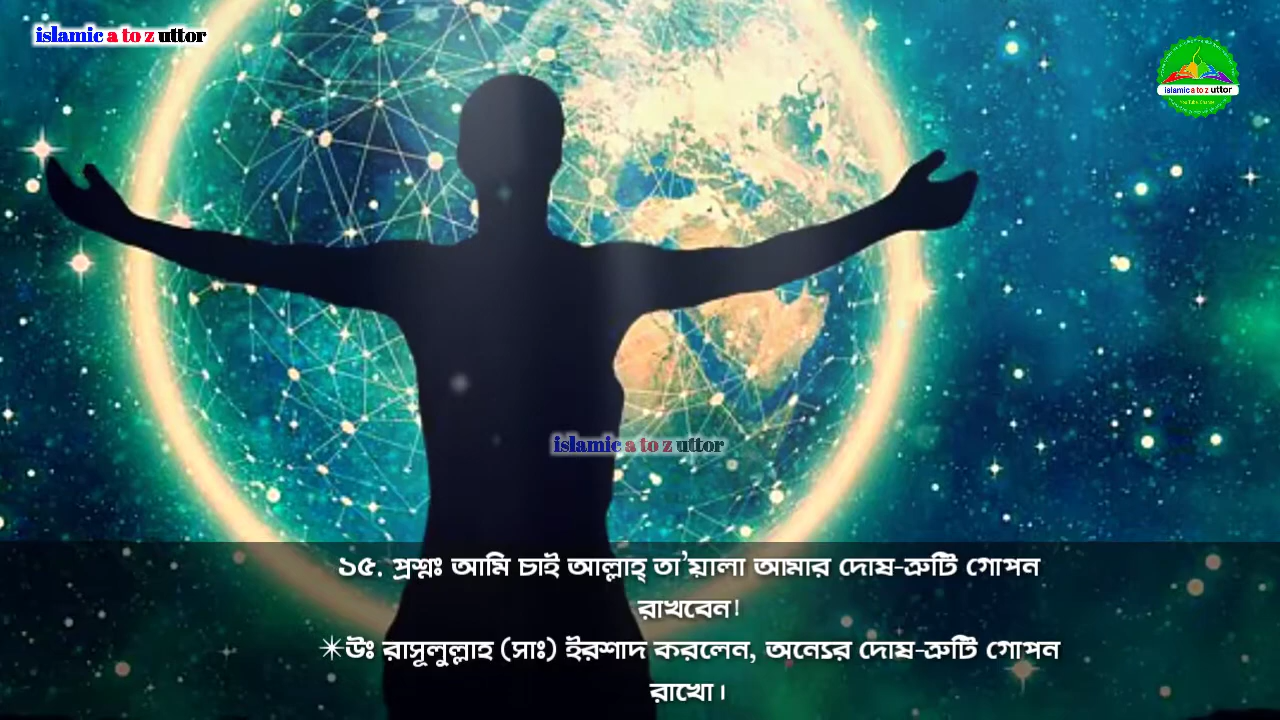 islamic a to z uttor
islamic a to z uttor
islamic a to z uttor
১৫. প্রশ্নঃ আমি চাই আল্লাহ্ তা’য়ালা আমার দোষ-ত্রুটি গোপন
রাখবেন!
✳উঃ রাসূলুল্লাহ (সাঃ) ইরশাদ করলেন, অন্যের দোষ-ত্রুটি গোপন
রাখো।